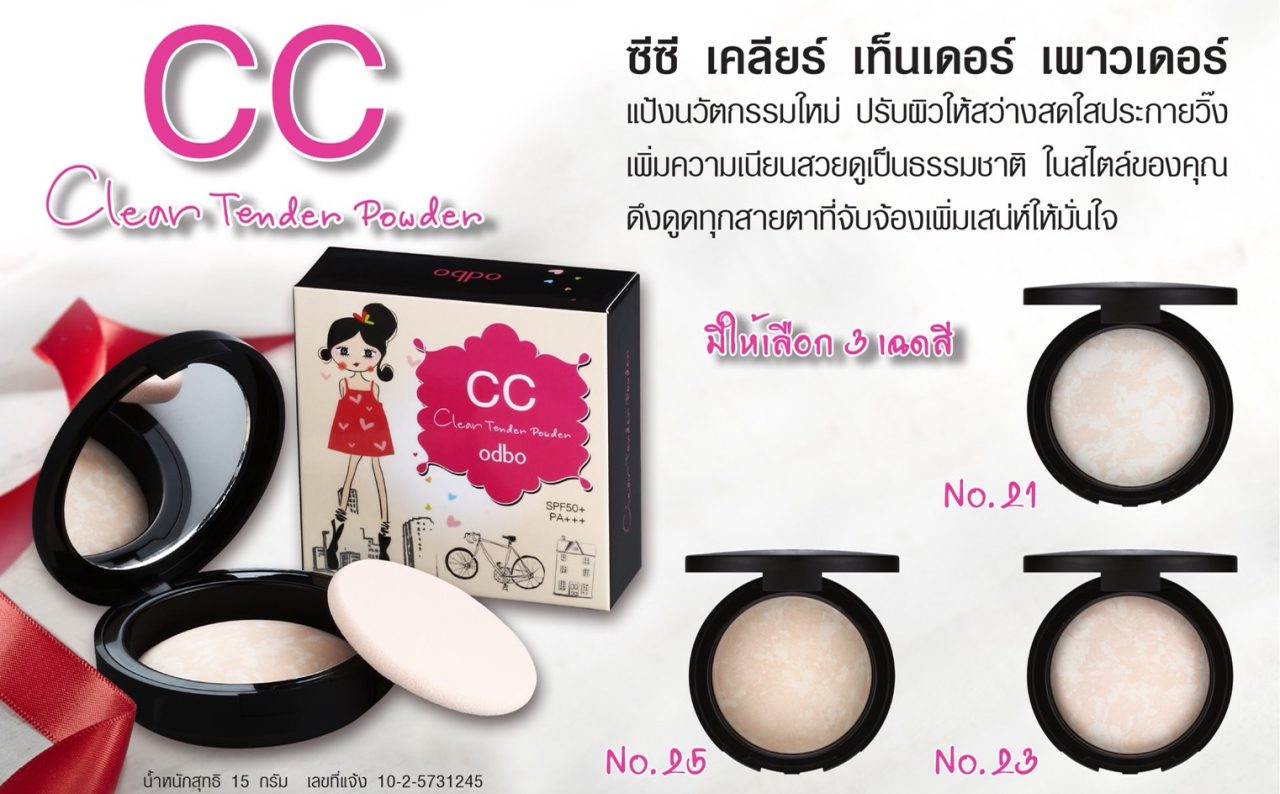 CC
Clear Tender Powder
ซีซี เคลียร์ เท็นเดอร์ เพาวเดอร์
แป้งนวัตกรรมใหม่ ปรับผิวให้สว่างสดใสประกายวิ๊ง
เพิ่มความเนียนสวยดูเป็นธรรมชาติ ในสไตล์ของคุณ
ดึงดูดทุกสายตาที่จับจ้องเพิ่มเสน่ห์ให้มั่นใจ
odbo
CC
Clear Tender Powder
odbo
SPF50+
PA+++
Clear Tender Powder
มีให้เลือก 3 เฉดสี
No.21
No.25
No.23
น้ำหนักสุทธิ 15 กรัม เลขที่แจ้ง 10-2-5731245